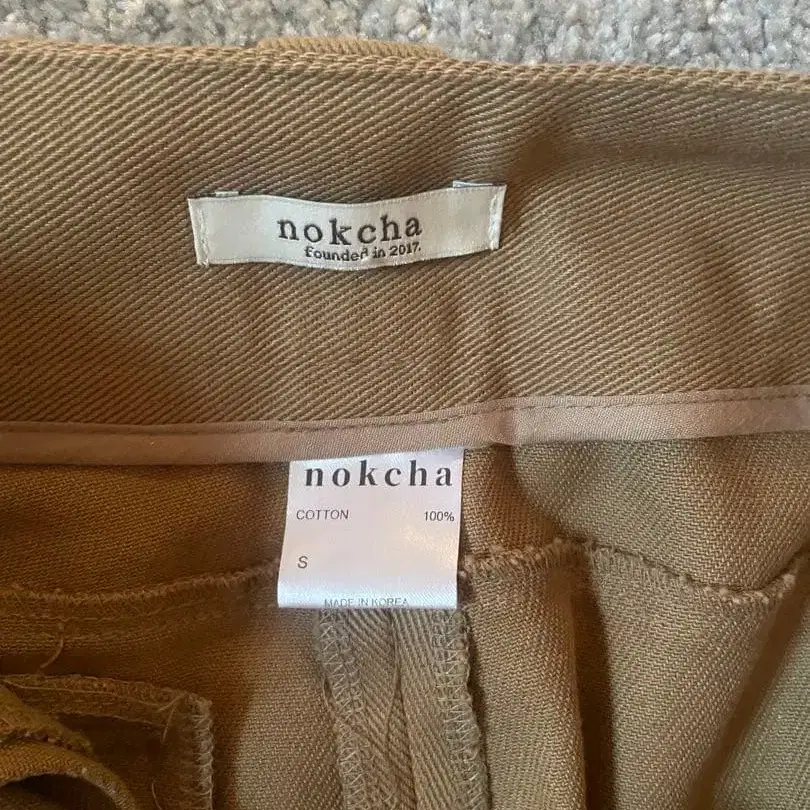 nokcha
founded in 2017.
nokcha
COTTON 100%
S
MADE IN KOREA